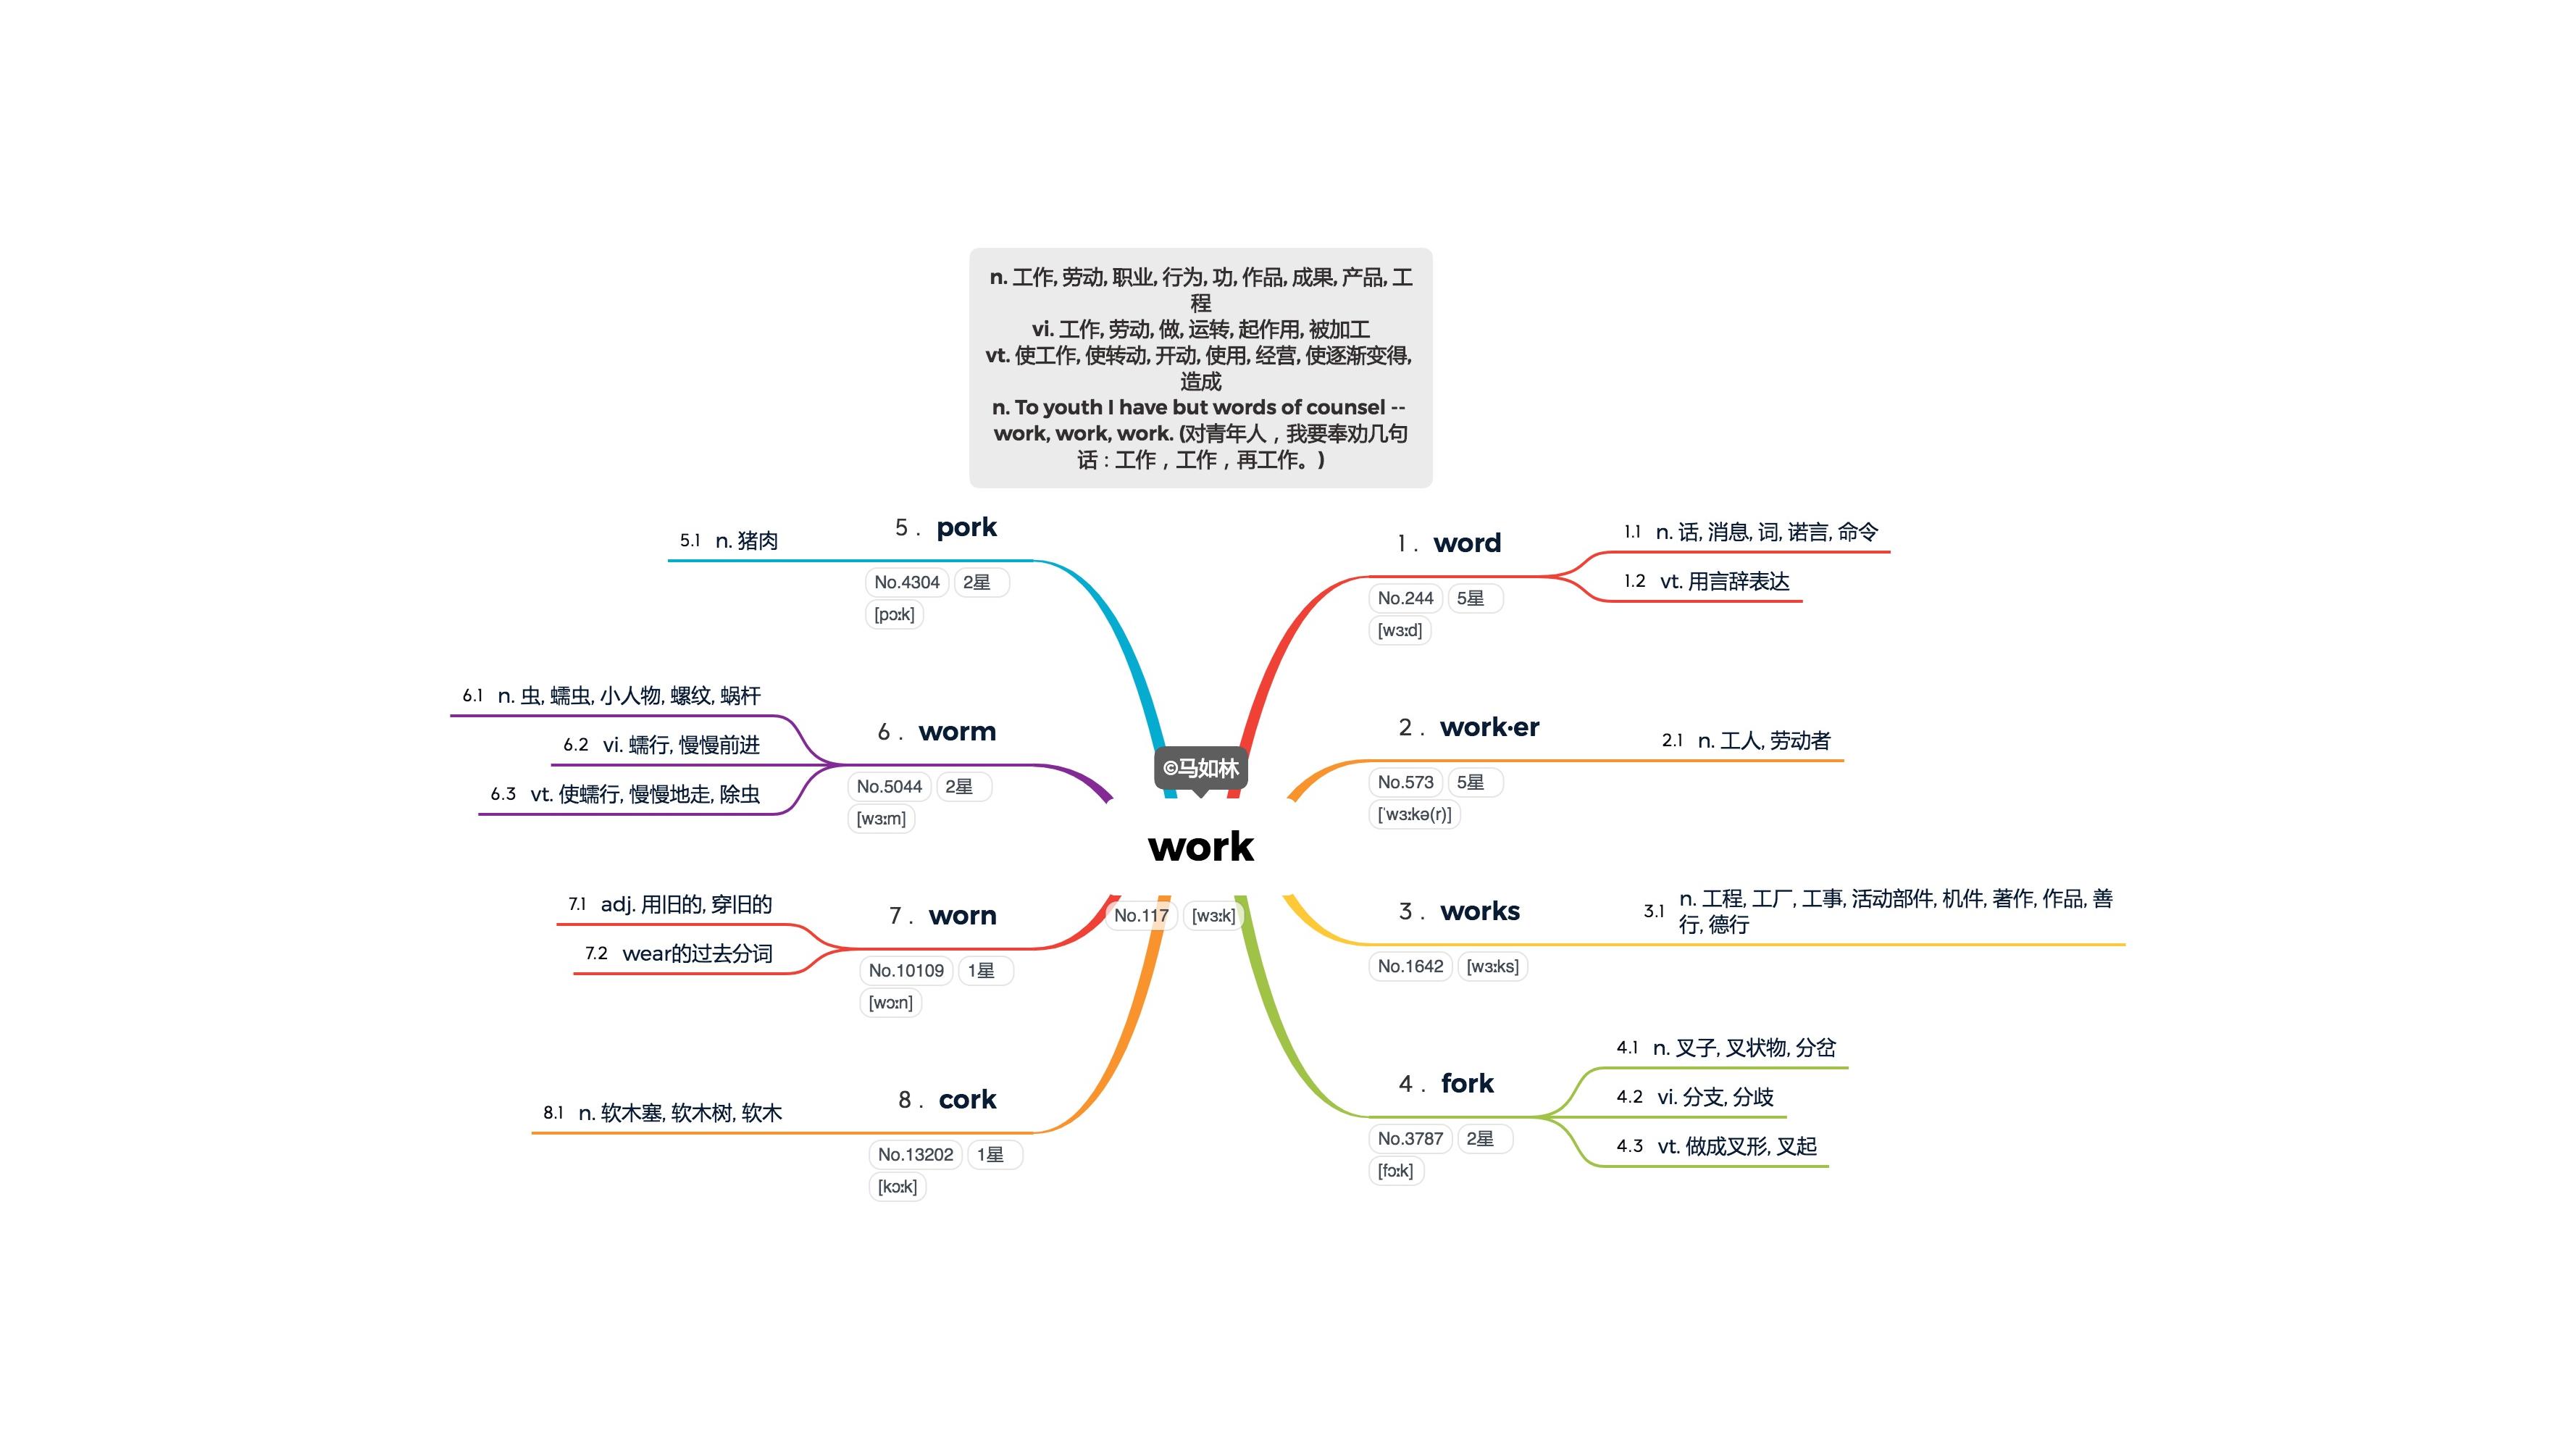 n. 工作, 劳动, 职业, 行为, 功, 作品, 成果, 产品, 工
程
vi. 工作, 劳动, 做, 运转, 起作用, 被加工
vt. 使工作, 使转动, 开动, 使用, 经营, 使逐渐变得,
造成
n. To youth I have but words of counsel --
work, work, work. (对青年人，我要奉劝几句
话：工作，工作，再工作。)
©马如林
work
No.117 [wɜːk]
1. word
No.244 5星
[wɜːd]
1.1 n. 话, 消息, 词, 诺言, 命令
1.2 vt. 用言辞表达
2. work·er
No.573 5星
[ˈwɜːkə(r)]
2.1 n. 工人, 劳动者
3. works
No.1642 [wɜːks]
3.1 n. 工程, 工厂, 工事, 活动部件, 机件, 著作, 作品, 善
行, 德行
4. fork
No.3787 2星
[fɔːk]
4.1 n. 叉子, 叉状物, 分岔
4.2 vi. 分支, 分歧
4.3 vt. 做成叉形, 叉起
5. pork
No.4304 2星
[pɔːk]
5.1 n. 猪肉
6. worm
No.5044 2星
[wɜːm]
6.1 n. 虫, 蠕虫, 小人物, 螺纹, 蜗杆
6.2 vi. 蠕行, 慢慢前进
6.3 vt. 使蠕行, 慢慢地走, 除虫
7. worn
No.10109 1星
[wɔːn]
7.1 adj. 用旧的, 穿旧的
7.2 wear的过去分词
8. cork
No.13202 1星
[kɔːk]
8.1 n. 软木塞, 软木树, 软木